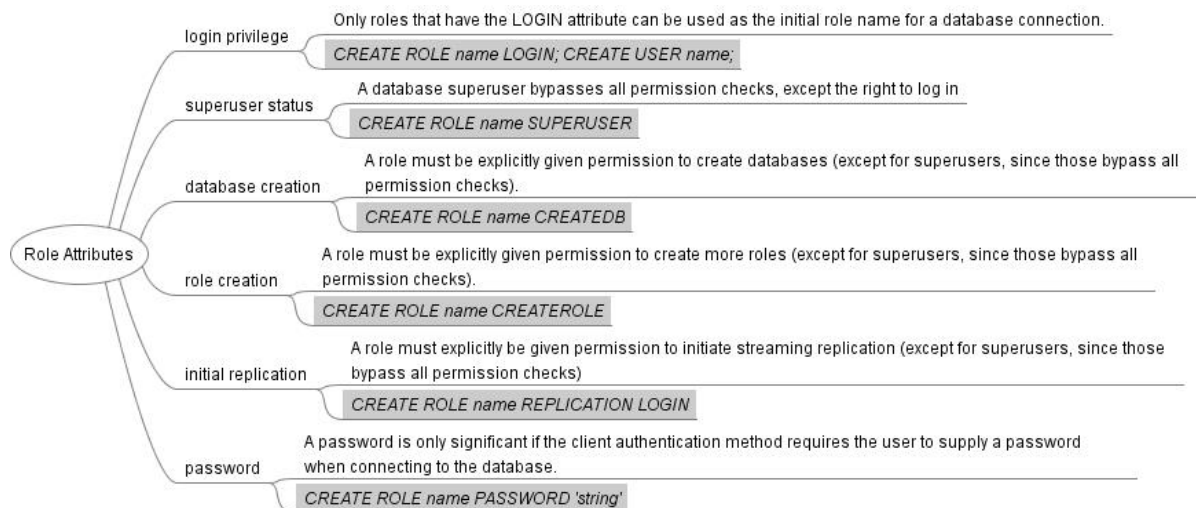 Only roles that have the LOGIN attribute can be used as the initial role name for a database connection.
login privilege
CREATE ROLE name LOGIN; CREATE USER name;
A database superuser bypasses all permission checks, except the right to log in
superuser status
CREATE ROLE name SUPERUSER
A role must be explicitly given permission to create databases (except for superusers, since those bypass all
permission checks).
database creation
CREATE ROLE name CREATEDB
Role Attributes
A role must be explicitly given permission to create more roles (except for superusers, since those bypass all
permission checks).
role creation
CREATE ROLE name CREATEROLE
A role must explicitly be given permission to initiate streaming replication (except for superusers, since those
bypass all permission checks)
initial replication
CREATE ROLE name REPLICATION LOGIN
A password is only significant if the client authentication method requires the user to supply a password
when connecting to the database.
password
CREATE ROLE name PASSWORD 'string'